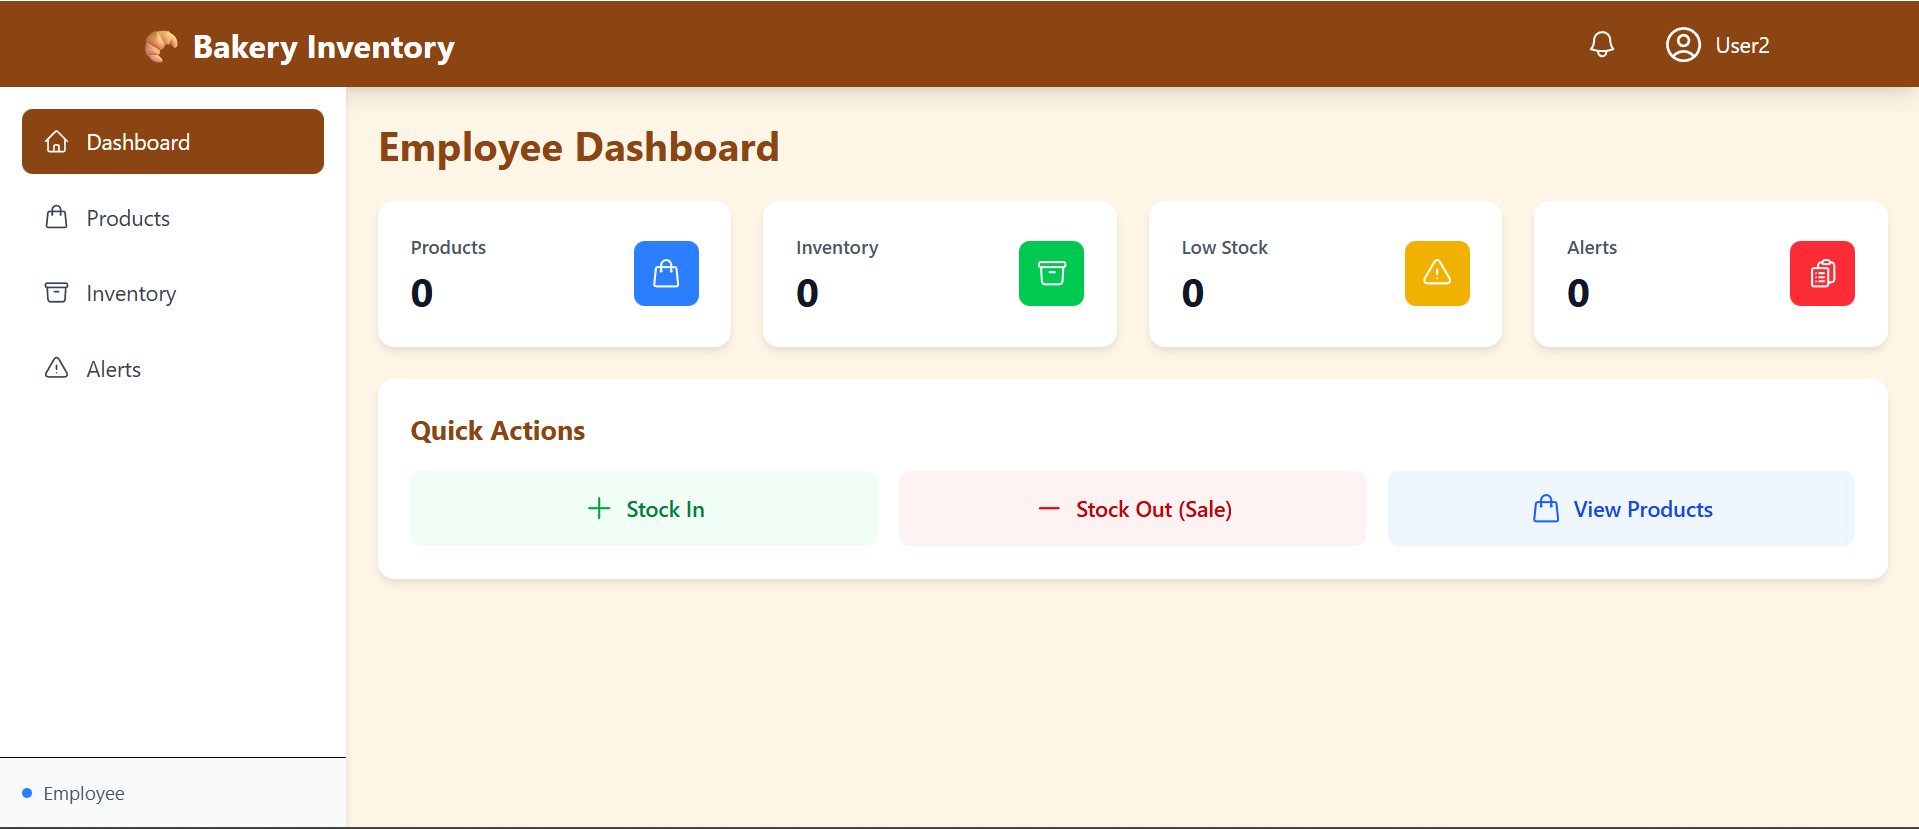 Bakery Inventory
User2
Dashboard
Products
Inventory
Alerts
Employee
Employee Dashboard
Products
0
Inventory
0
Low Stock
0
Alerts
0
Quick Actions
Stock In
Stock Out (Sale)
View Products